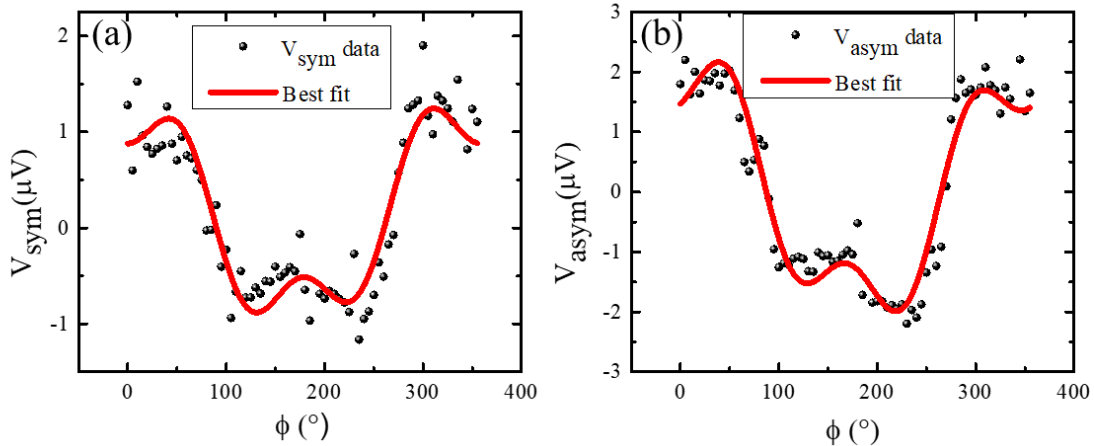 (a)
V_sym data
Best fit
2
1
0
-1
V_sym(μV)
0
100
200
300
400
ϕ (°)
(b)
V_asym data
Best fit
3
2
1
0
-1
-2
-3
V_asym(μV)
0
100
200
300
400
ϕ (°)